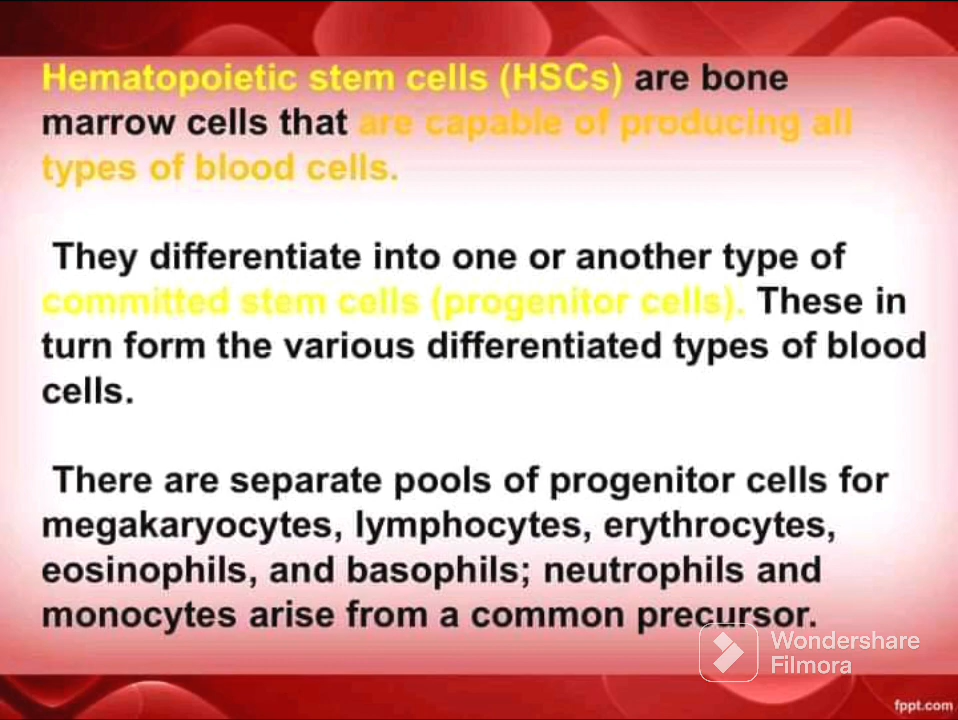 Hematopoietic stem cells (HSCs) are bone
marrow cells that are capable of producing all
types of blood cells.
They differentiate into one or another type of
committed stem cells (progenitor cells). These in
turn form the various differentiated types of blood
cells.
There are separate pools of progenitor cells for
megakaryocytes, lymphocytes, erythrocytes,
eosinophils, and basophils; neutrophils and
monocytes arise from a common precursor.
Wondershare
Filmora
fppt.com